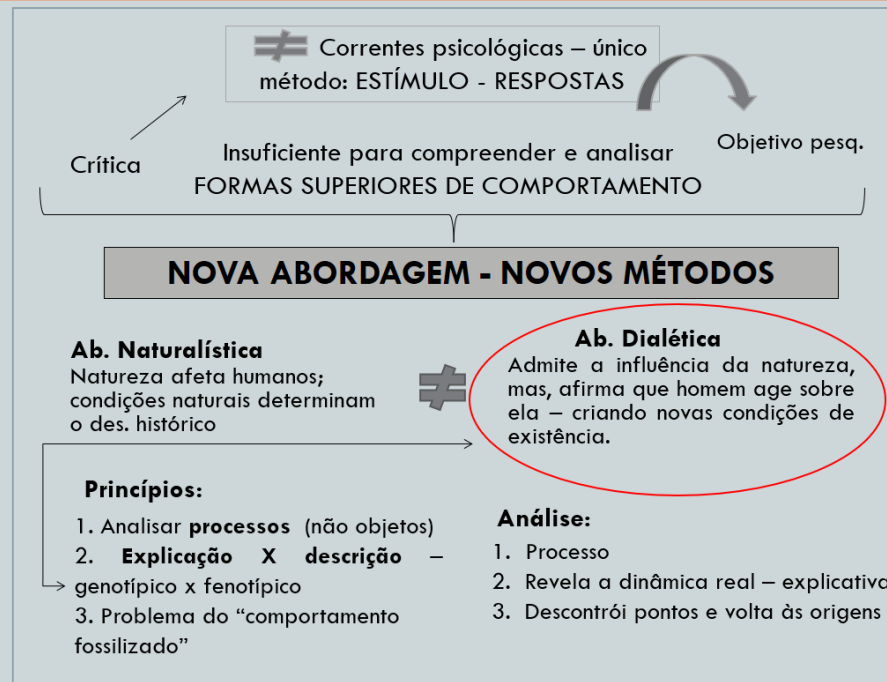 ≠ Correntes psicológicas – único
método: ESTÍMULO - RESPOSTAS
Objetivo pesq.
Crítica
Insuficiente para compreender e analisar
FORMAS SUPERIORES DE COMPORTAMENTO
NOVA ABORDAGEM - NOVOS MÉTODOS
Ab. Naturalística
Natureza afeta humanos;
condições naturais determinam
o des. histórico
≠
Ab. Dialética
Admite a influência da natureza,
mas, afirma que homem age sobre
ela – criando novas condições de
existência.
Princípios:
1. Analisar processos (não objetos)
2. Explicação X descrição –
genotípico x fenotípico
3. Problema do “comportamento
fossilizado”
Análise:
1. Processo
2. Revela a dinâmica real – explicativa
3. Descontrói pontos e volta às origens